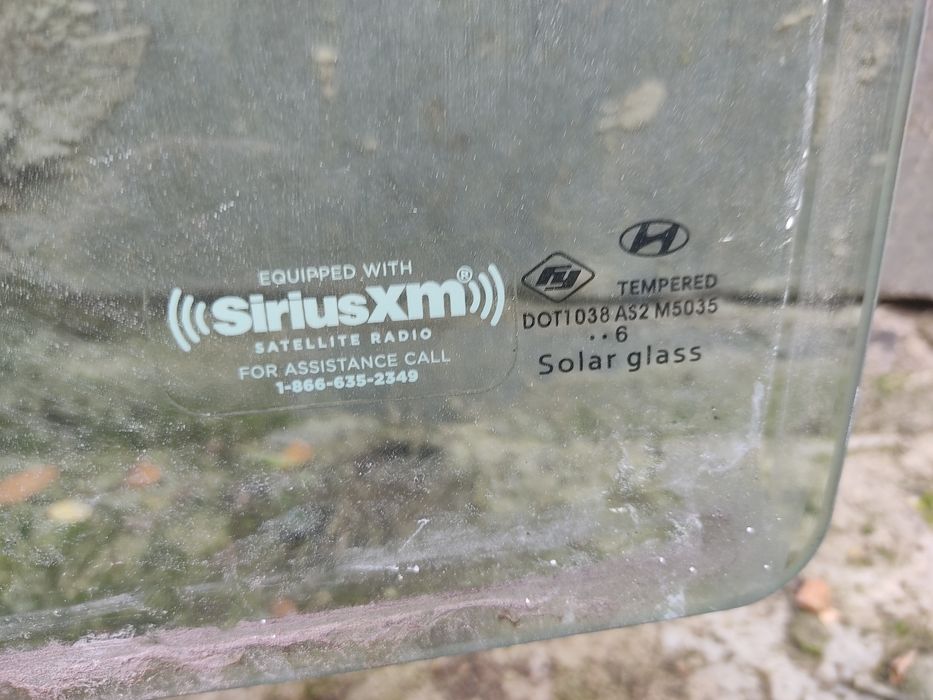 EQUIPPED WITH
SiriusXm®
SATELLITE RADIO
FOR ASSISTANCE CALL
1-866-635-2349
TEMPERED
DOT1038 AS2 M5035
··6
Solar glass